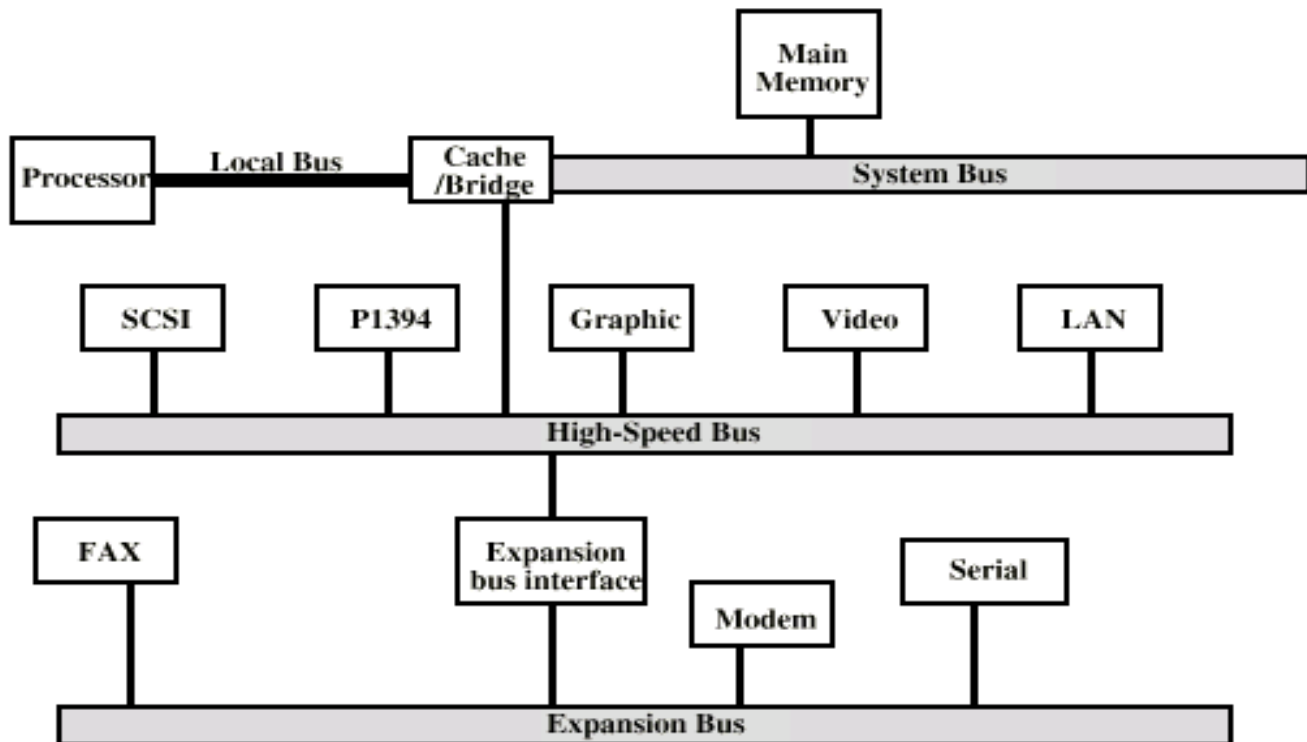 Main
Memory
Processor
Local Bus
Cache
/Bridge
System Bus
SCSI
P1394
Graphic
Video
LAN
High-Speed Bus
FAX
Expansion
bus interface
Modem
Serial
Expansion Bus